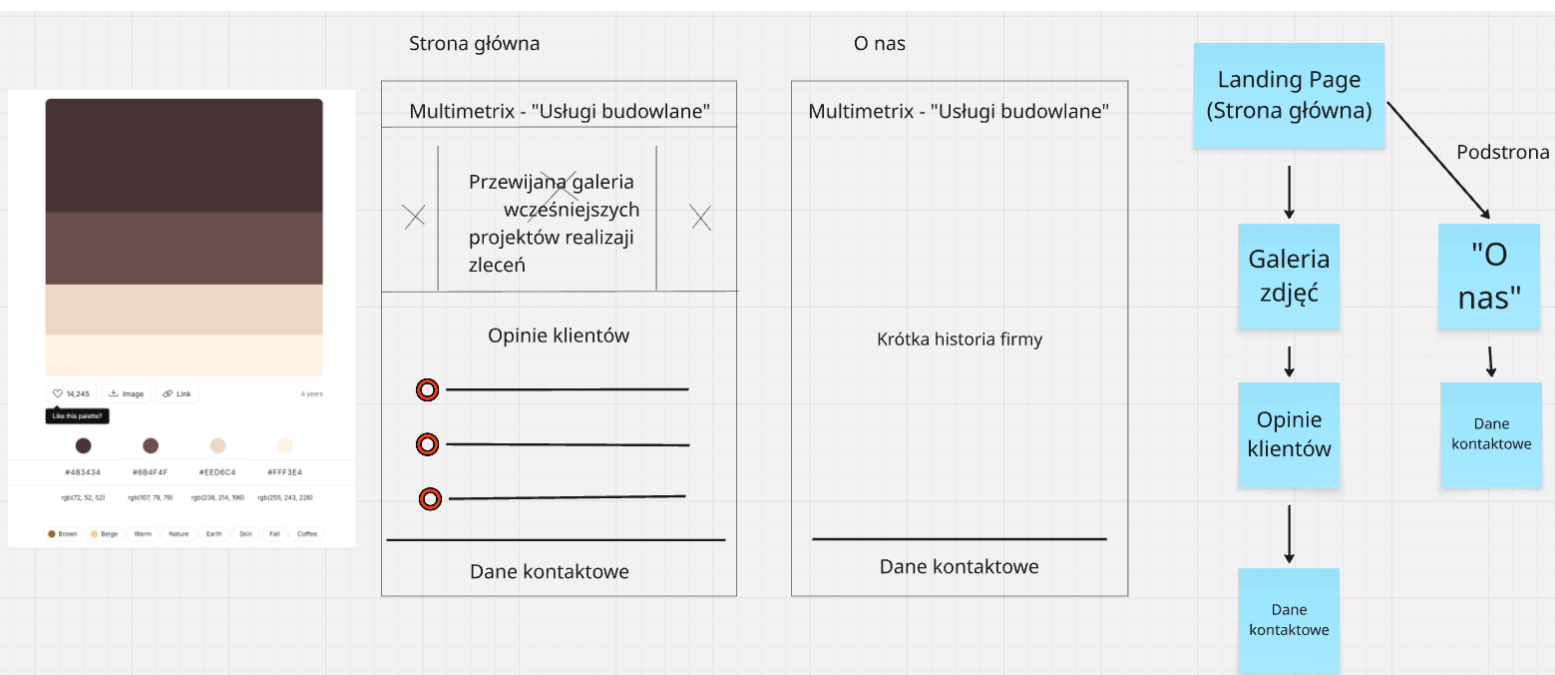 Strona główna
O nas
14,245
Image
Link
4 years
Like this palette?
#483434
#6B4F4F
#EED6C4
#FFF3E4
rgb(72, 52, 52)
rgb(107, 79, 79)
rgb(238, 214, 196)
rgb(255, 243, 228)
Brown
Beige
Warm
Nature
Earth
Skin
Fall
Coffee
Multimetrix - "Usługi budowlane"
Przewijana galeria
wcześniejszych
projektów realizaji
zleceń
Opinie klientów
Dane kontaktowe
Multimetrix - "Usługi budowlane"
Krótka historia firmy
Dane kontaktowe
Landing Page
(Strona główna)
Podstrona
Galeria
zdjęć
"O
nas"
Opinie
klientów
Dane
kontaktowe
Dane
kontaktowe